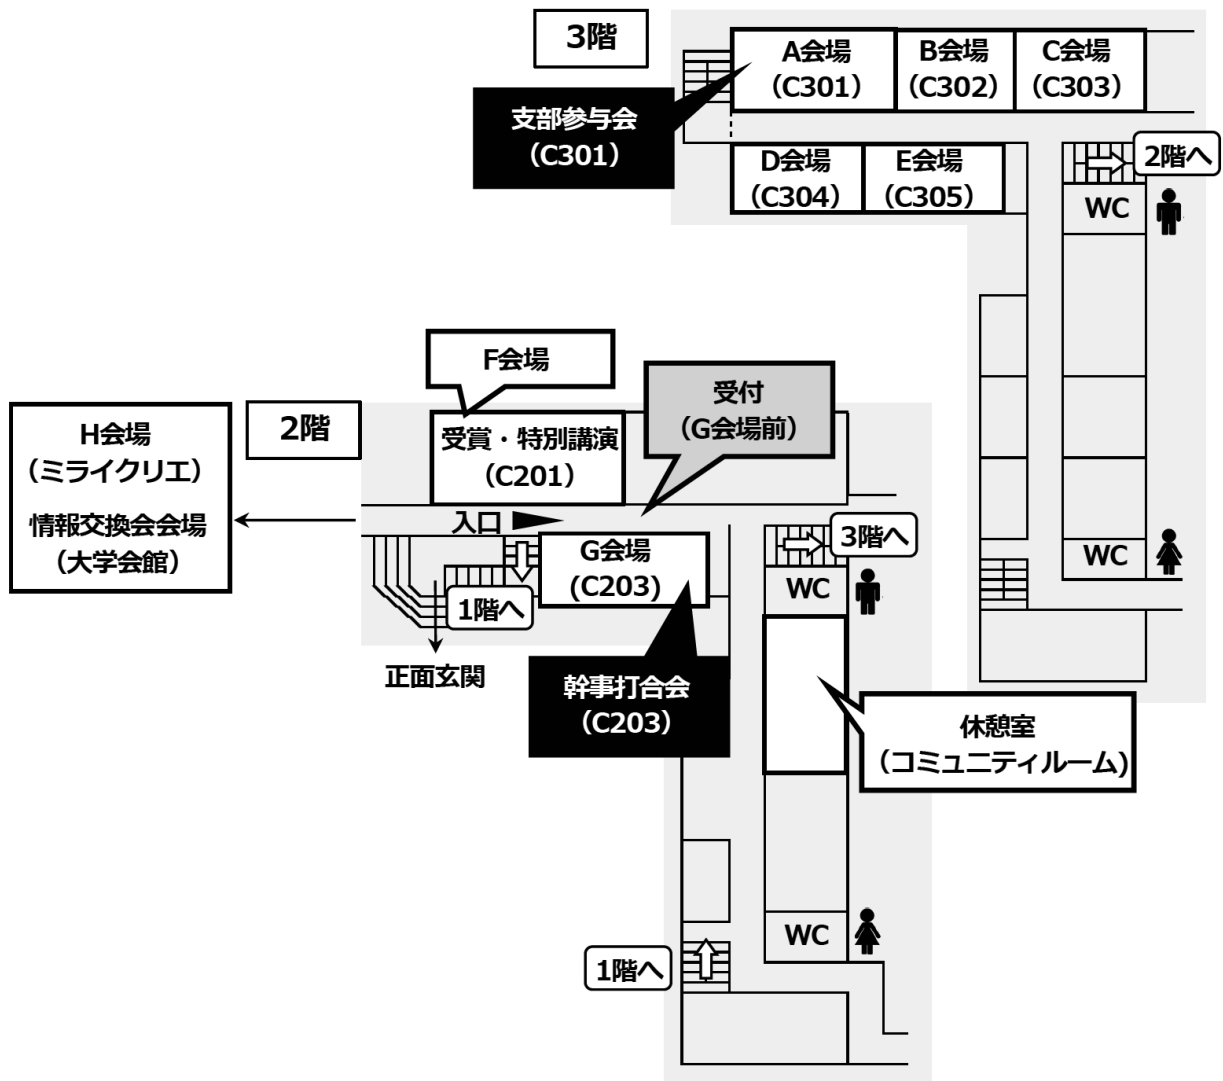 3階
A会場
（C301）
B会場
（C302）
C会場
（C303）
支部参与会
（C301）
D会場
（C304）
E会場
（C305）
2階へ
WC
WC
F会場
受付
（G会場前）
2階
H会場
（ミライクリエ）
情報交換会会場
（大学会館）
受賞・特別講演
（C201）
入口
G会場
（C203）
3階へ
WC
1階へ
正面玄関
幹事打合会
（C203）
休憩室
（コミュニティルーム)
WC
1階へ